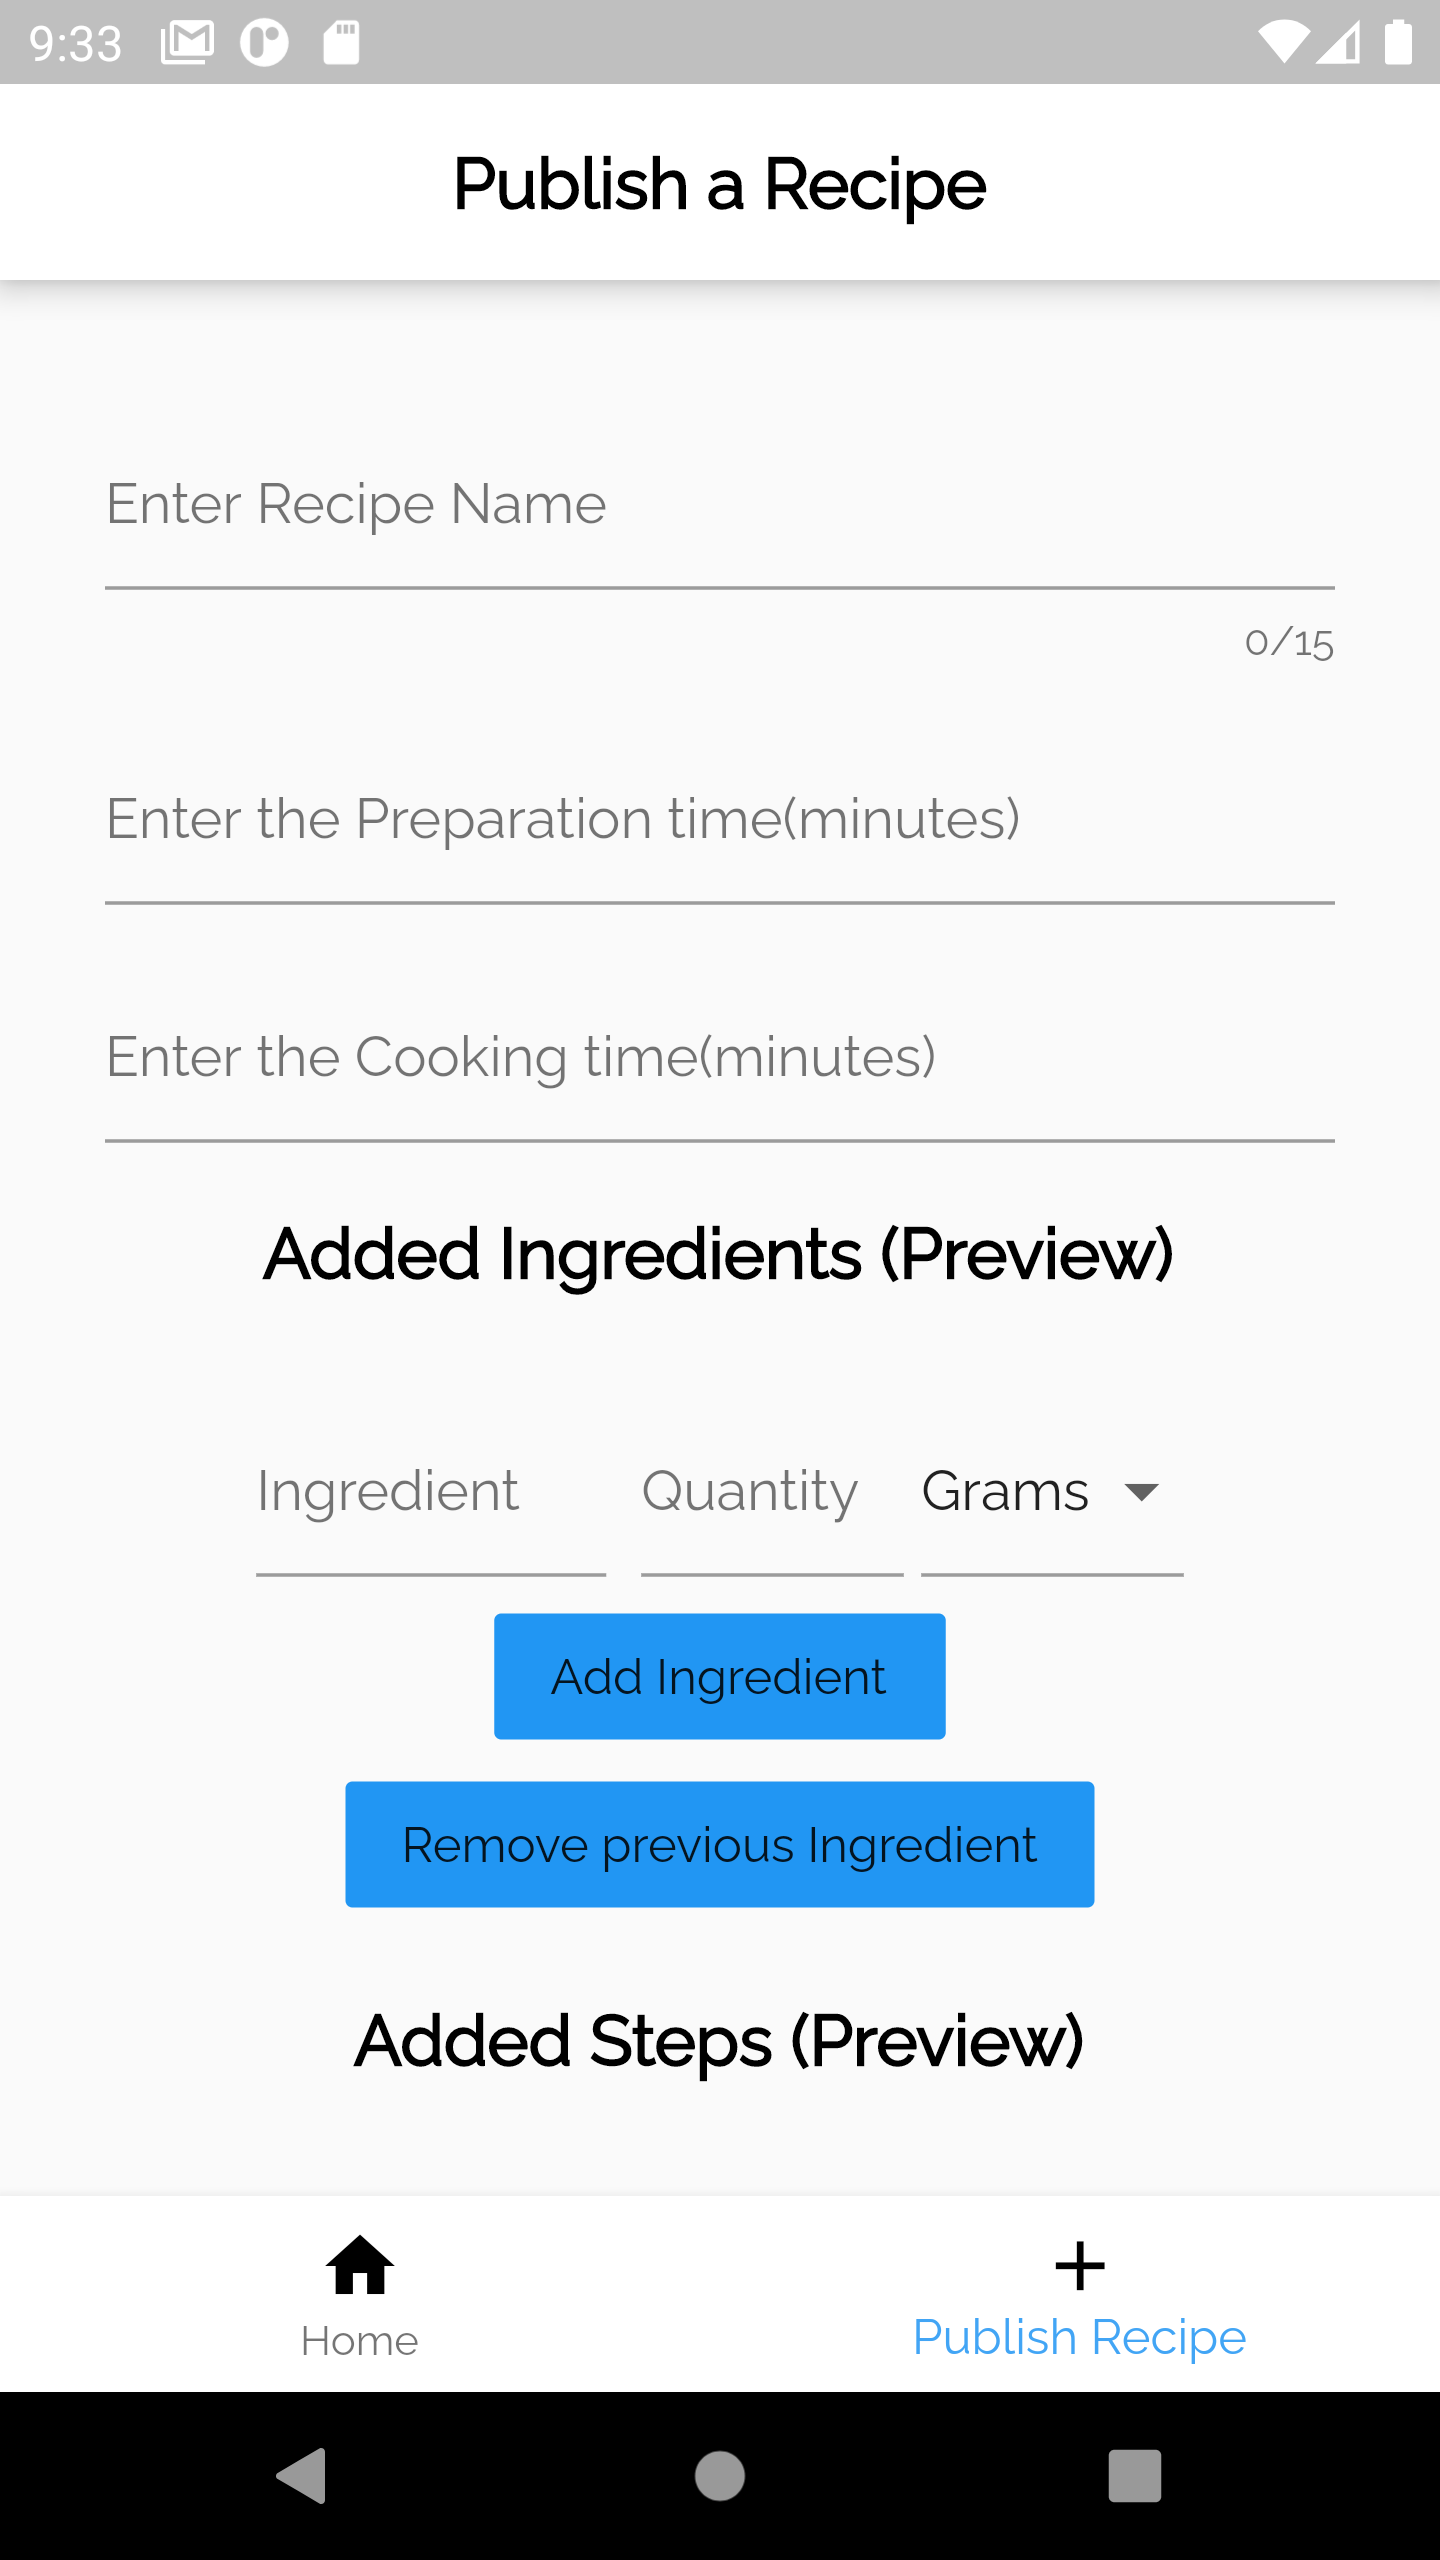 9:33
Publish a Recipe
Enter Recipe Name
0/15
Enter the Preparation time(minutes)
Enter the Cooking time(minutes)
Added Ingredients (Preview)
Ingredient Quantity Grams
Add Ingredient
Remove previous Ingredient
Added Steps (Preview)
Home Publish Recipe